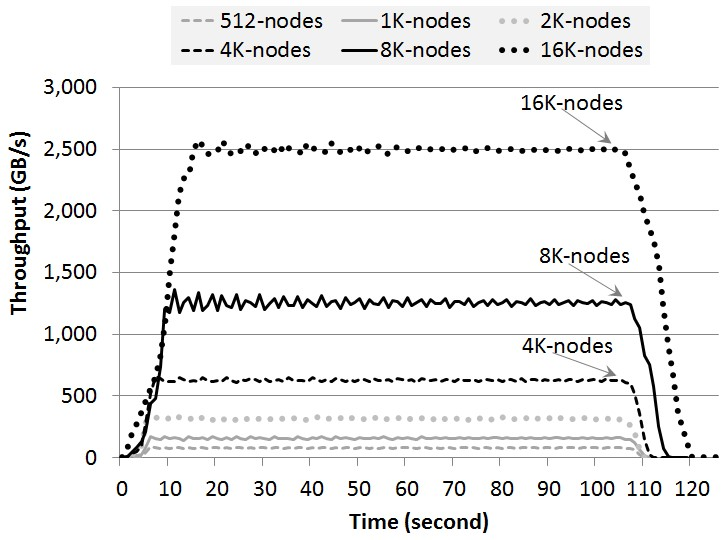 512-nodes 1K-nodes 2K-nodes
4K-nodes 8K-nodes 16K-nodes
3,000
2,500
2,000
1,500
1,000
500
0
Throughput (GB/s)
16K-nodes
8K-nodes
4K-nodes
0 10 20 30 40 50 60 70 80 90 100 110 120
Time (second)